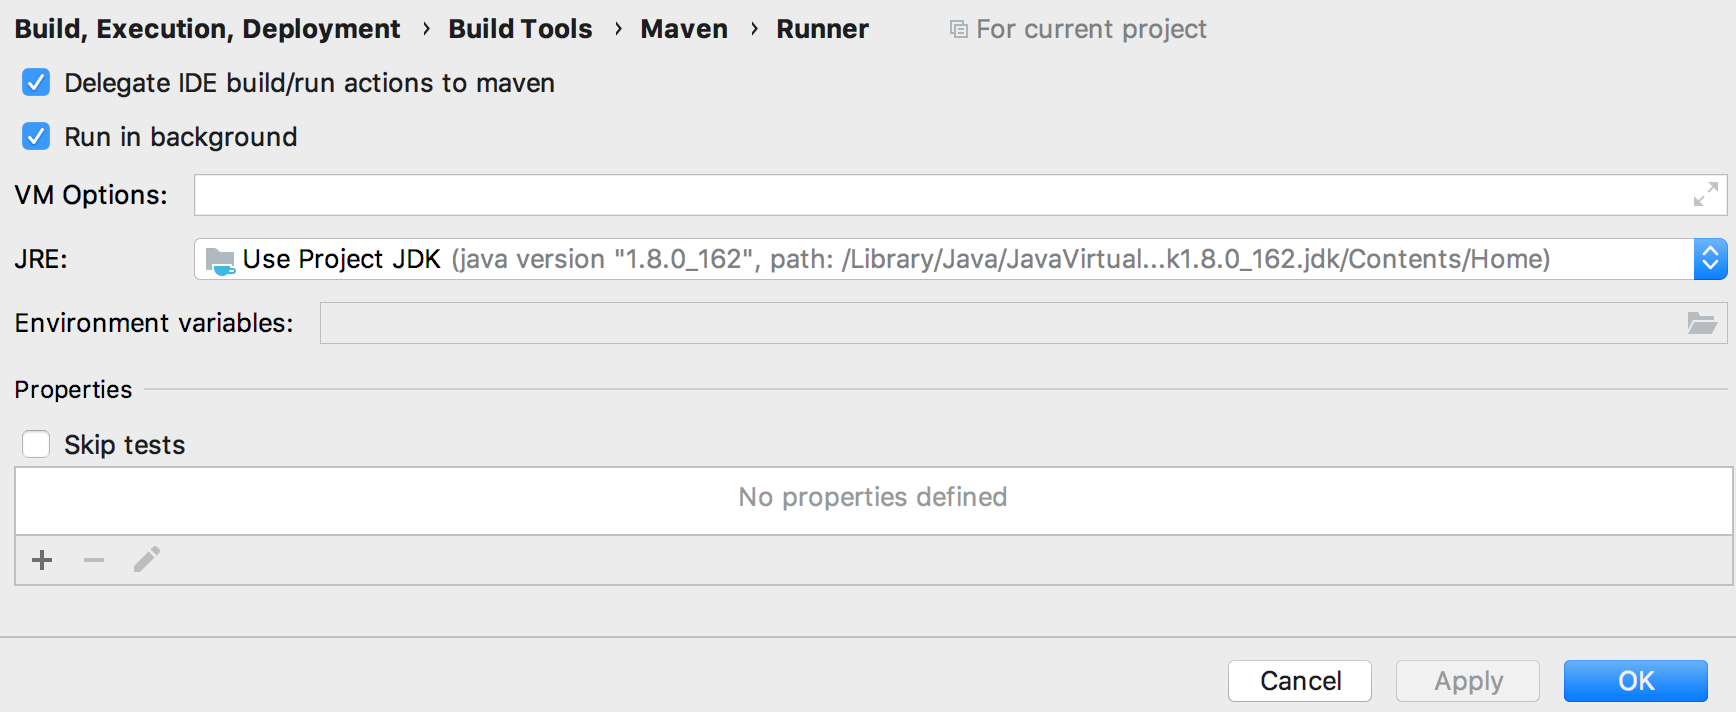 Build, Execution, Deployment › Build Tools › Maven › Runner For current project
Delegate IDE build/run actions to maven
Run in background
VM Options:
JRE: Use Project JDK (java version "1.8.0_162", path: /Library/Java/JavaVirtual...k1.8.0_162.jdk/Contents/Home)
Environment variables:
Properties
Skip tests
No properties defined
Cancel Apply OK